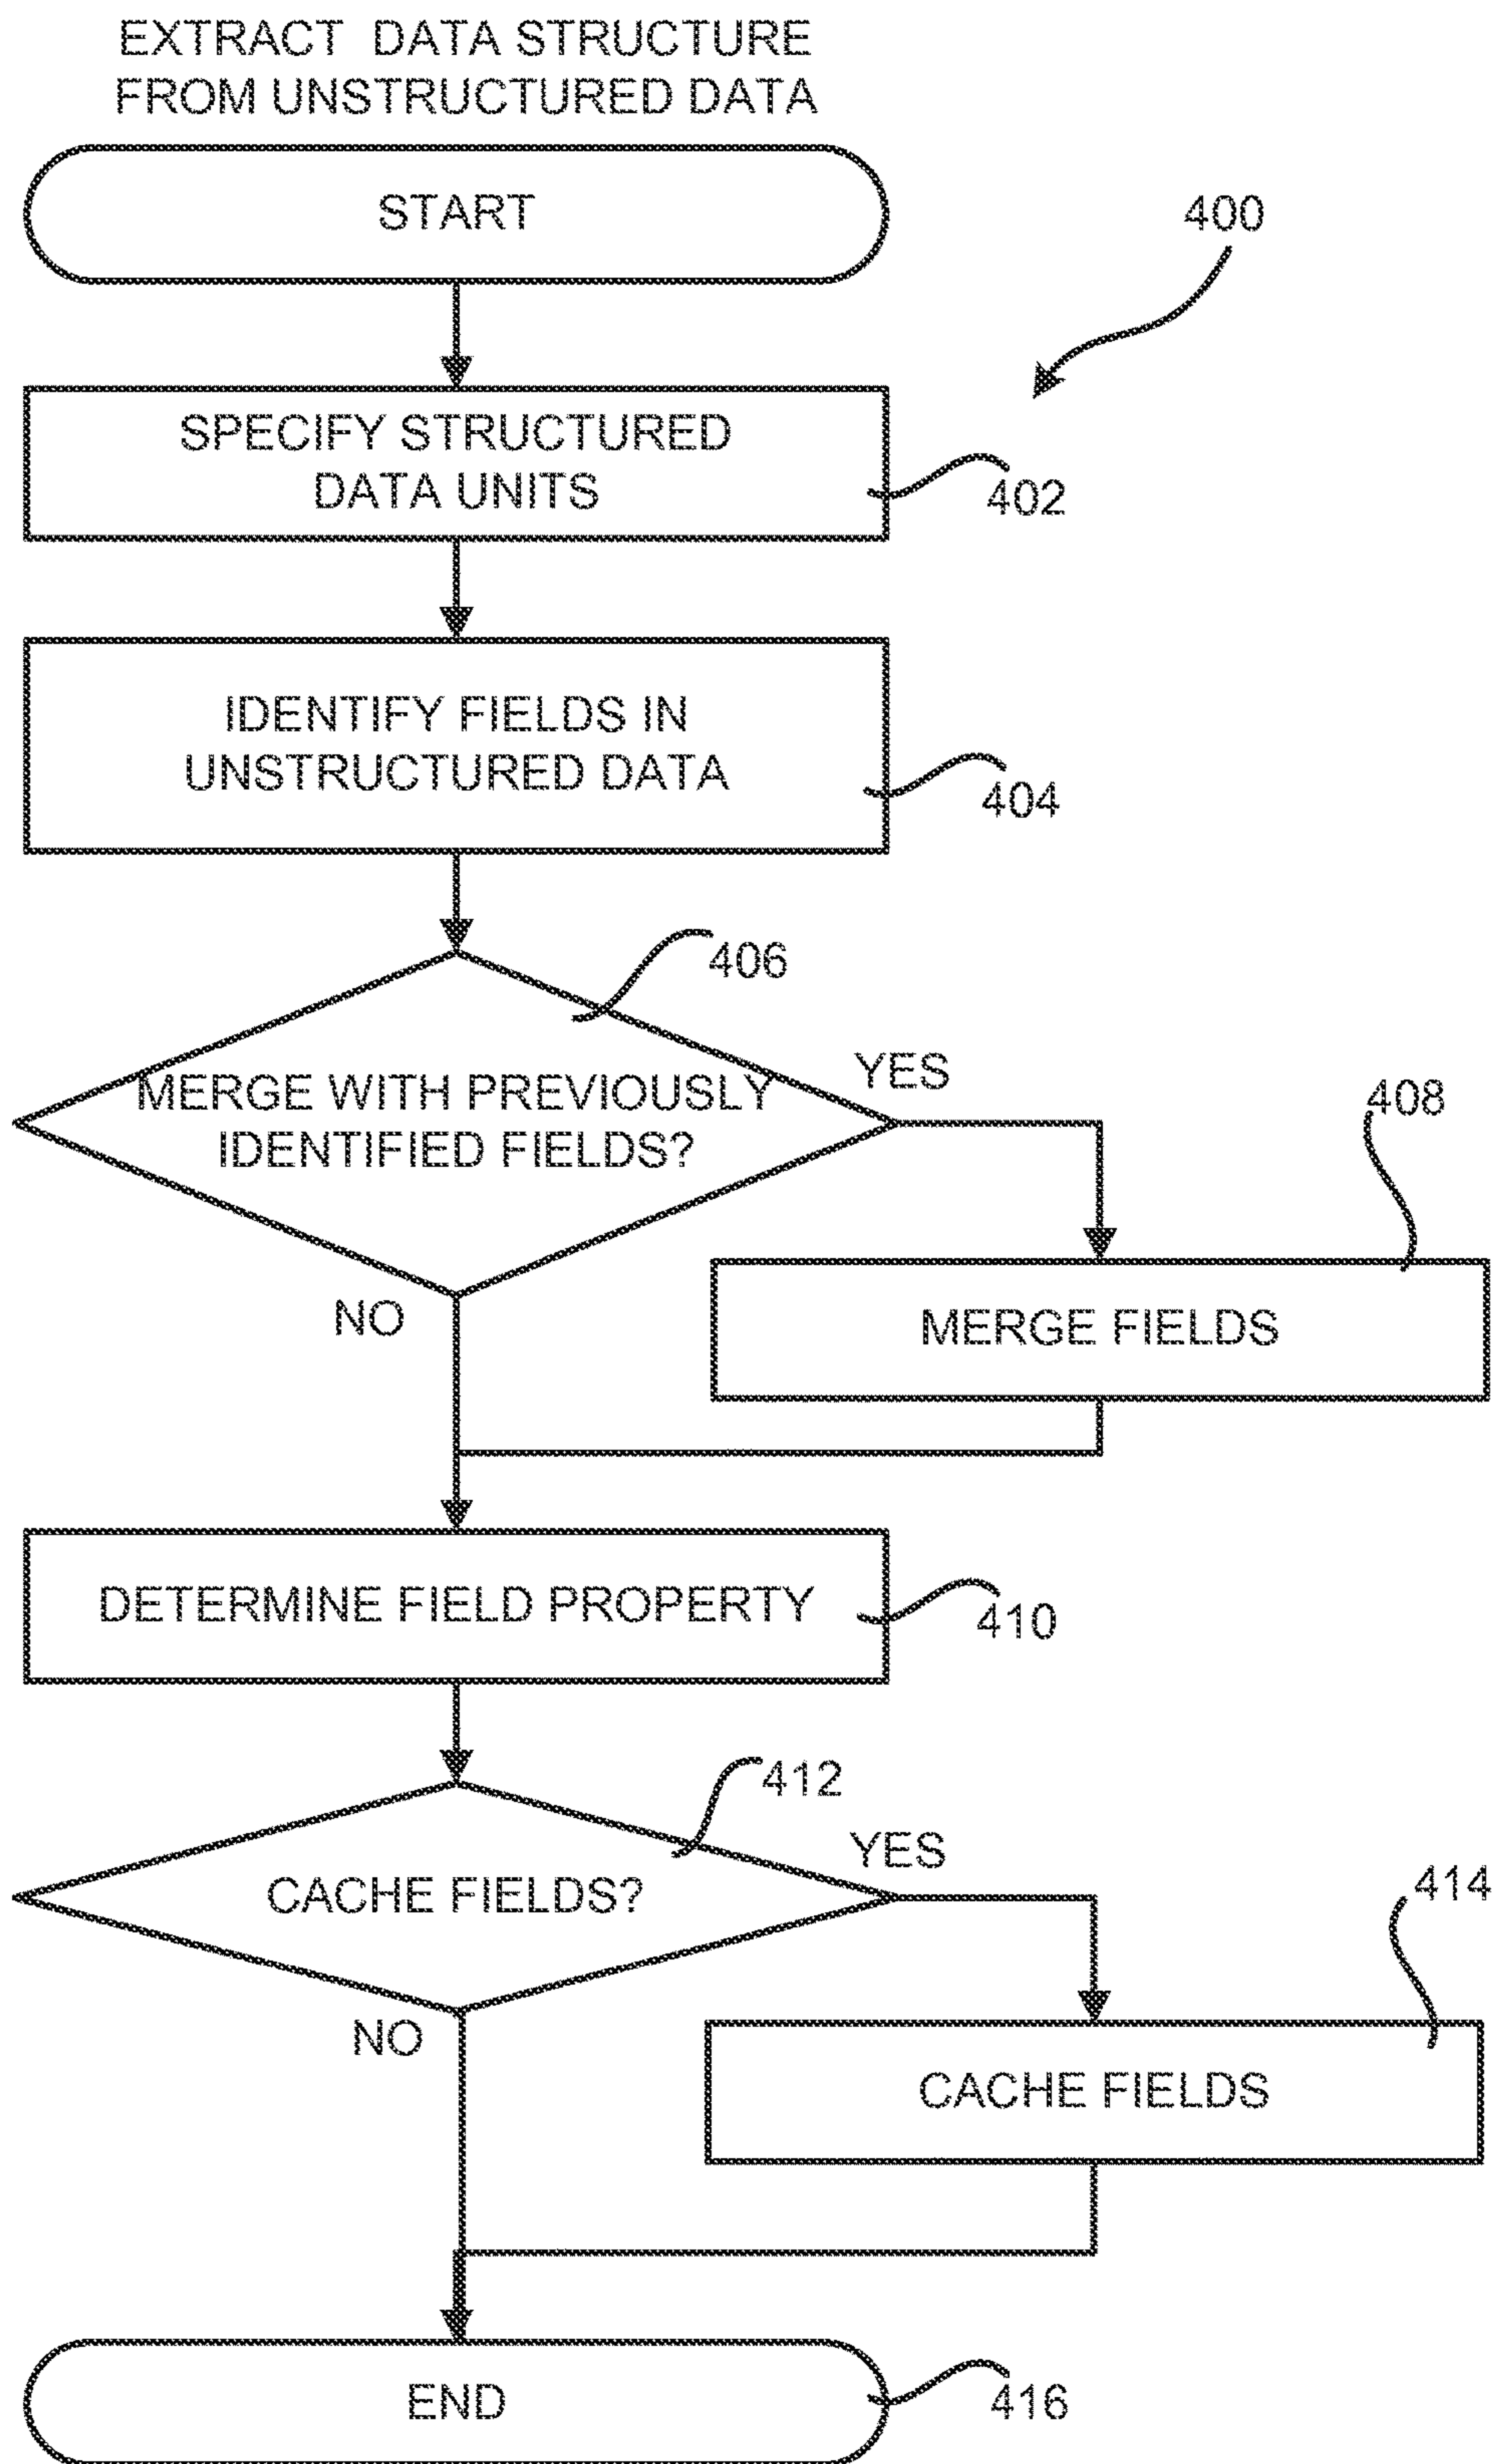 EXTRACT DATA STRUCTURE
FROM UNSTRUCTURED DATA
START
400
SPECIFY STRUCTURED
DATA UNITS
402
IDENTIFY FIELDS IN
UNSTRUCTURED DATA
404
406
MERGE WITH PREVIOUSLY
IDENTIFIED FIELDS?
YES
408
NO
MERGE FIELDS
DETERMINE FIELD PROPERTY
410
412
CACHE FIELDS?
YES
414
NO
CACHE FIELDS
END
416